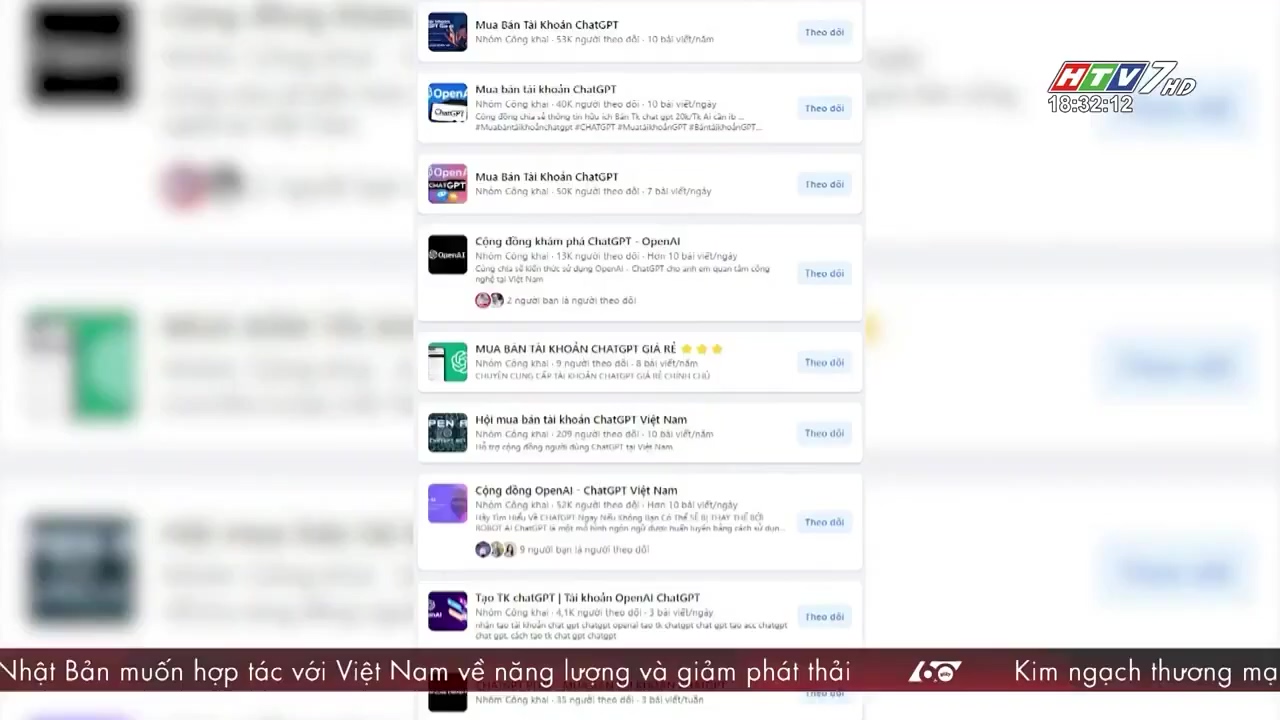 Mua Bán Tài Khoản ChatGPT
Nhóm Công khai · 53K người theo dõi · 10 bài viết/năm
Theo dõi
HTV7 HD
18:32:12
Mua bán tài khoản ChatGPT
Nhóm Công khai · 40K người theo dõi · 10 bài viết/ngày
Cộng đồng chia sẻ thông tin hữu ích Bán Tk chat gpt 20k/Tk Ai cần ib ...
#Muabántàikhoảnchatgpt #CHATGPT #MuatàikhoảnGPT #BántàikhoảnGPT...
Theo dõi
OpenAI
ChatGPT
Mua Bán Tài Khoản ChatGPT
Nhóm Công khai · 50K người theo dõi · 7 bài viết/ngày
Theo dõi
OpenAI
CHATGPT
Cộng đồng khám phá ChatGPT - OpenAI
Nhóm Công khai · 13K người theo dõi · Hơn 10 bài viết/ngày
Cùng chia sẻ kiến thức sử dụng OpenAI - ChatGPT cho anh em quan tâm công
nghệ tại Việt Nam
2 người bạn là người theo dõi
Theo dõi
OpenAI
MUA BÁN TÀI KHOẢN CHATGPT GIÁ RẺ ⭐⭐⭐
Nhóm Công khai · 9 người theo dõi · 8 bài viết/năm
CHUYÊN CUNG CẤP TÀI KHOẢN CHATGPT GIÁ RẺ CHÍNH CHỦ
Theo dõi
Hội mua bán tài khoản ChatGPT Việt Nam
Nhóm Công khai · 209 người theo dõi · 10 bài viết/năm
Hỗ trợ cộng đồng người dùng ChatGPT tại Việt Nam
Theo dõi
Cộng đồng OpenAI - ChatGPT Việt Nam
Nhóm Công khai · 52K người theo dõi · Hơn 10 bài viết/ngày
Hãy Tìm Hiểu Về CHATGPT Ngay Nếu Không Bạn Có THỂ SẼ BỊ THAY THẾ BỞI
ROBOT AI ChatGPT là một mô hình ngôn ngữ được huấn luyện bằng cách sử dụn...
9 người bạn là người theo dõi
Theo dõi
Tạo TK chatGPT | Tài khoản OpenAI ChatGPT
Nhóm Công khai · 4,1K người theo dõi · 3 bài viết/ngày
nhận tạo tài khoản chat gpt chatgpt openai tạo tk chatgpt chat gpt tạo acc chatgpt
chat gpt, cách tạo tk chat gpt chatgpt
Theo dõi
Nhật Bản muốn hợp tác với Việt Nam về năng lượng và giảm phát thải
60 giây
Kim ngạch thương mạ
Nhóm Công khai · 35 người theo dõi · 3 bài viết/tuần
Theo dõi